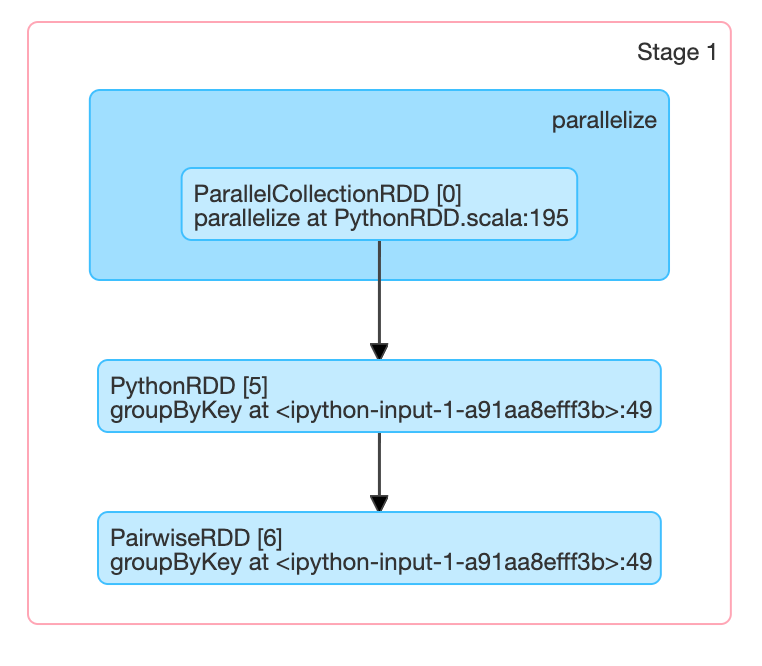 Stage 1
parallelize
ParallelCollectionRDD [0]
parallelize at PythonRDD.scala:195
PythonRDD [5]
groupByKey at <ipython-input-1-a91aa8efff3b>:49
PairwiseRDD [6]
groupByKey at <ipython-input-1-a91aa8efff3b>:49